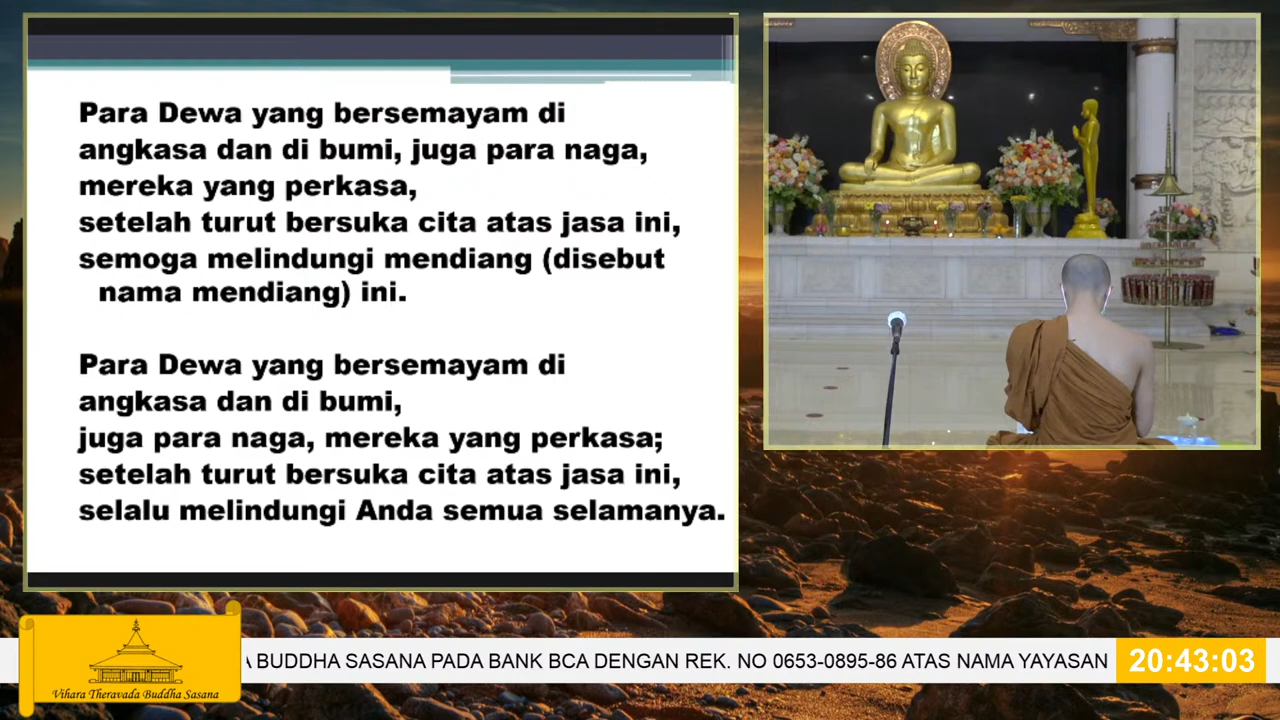 Para Dewa yang bersemayam di
angkasa dan di bumi, juga para naga,
mereka yang perkasa,
setelah turut bersuka cita atas jasa ini,
semoga melindungi mendiang (disebut
nama mendiang) ini.
Para Dewa yang bersemayam di
angkasa dan di bumi,
juga para naga, mereka yang perkasa;
setelah turut bersuka cita atas jasa ini,
selalu melindungi Anda semua selamanya.
Vihara Theravada Buddha Sasana
BUDDHA SASANA PADA BANK BCA DENGAN REK. NO 0653-0895-86 ATAS NAMA YAYASAN
20:43:03